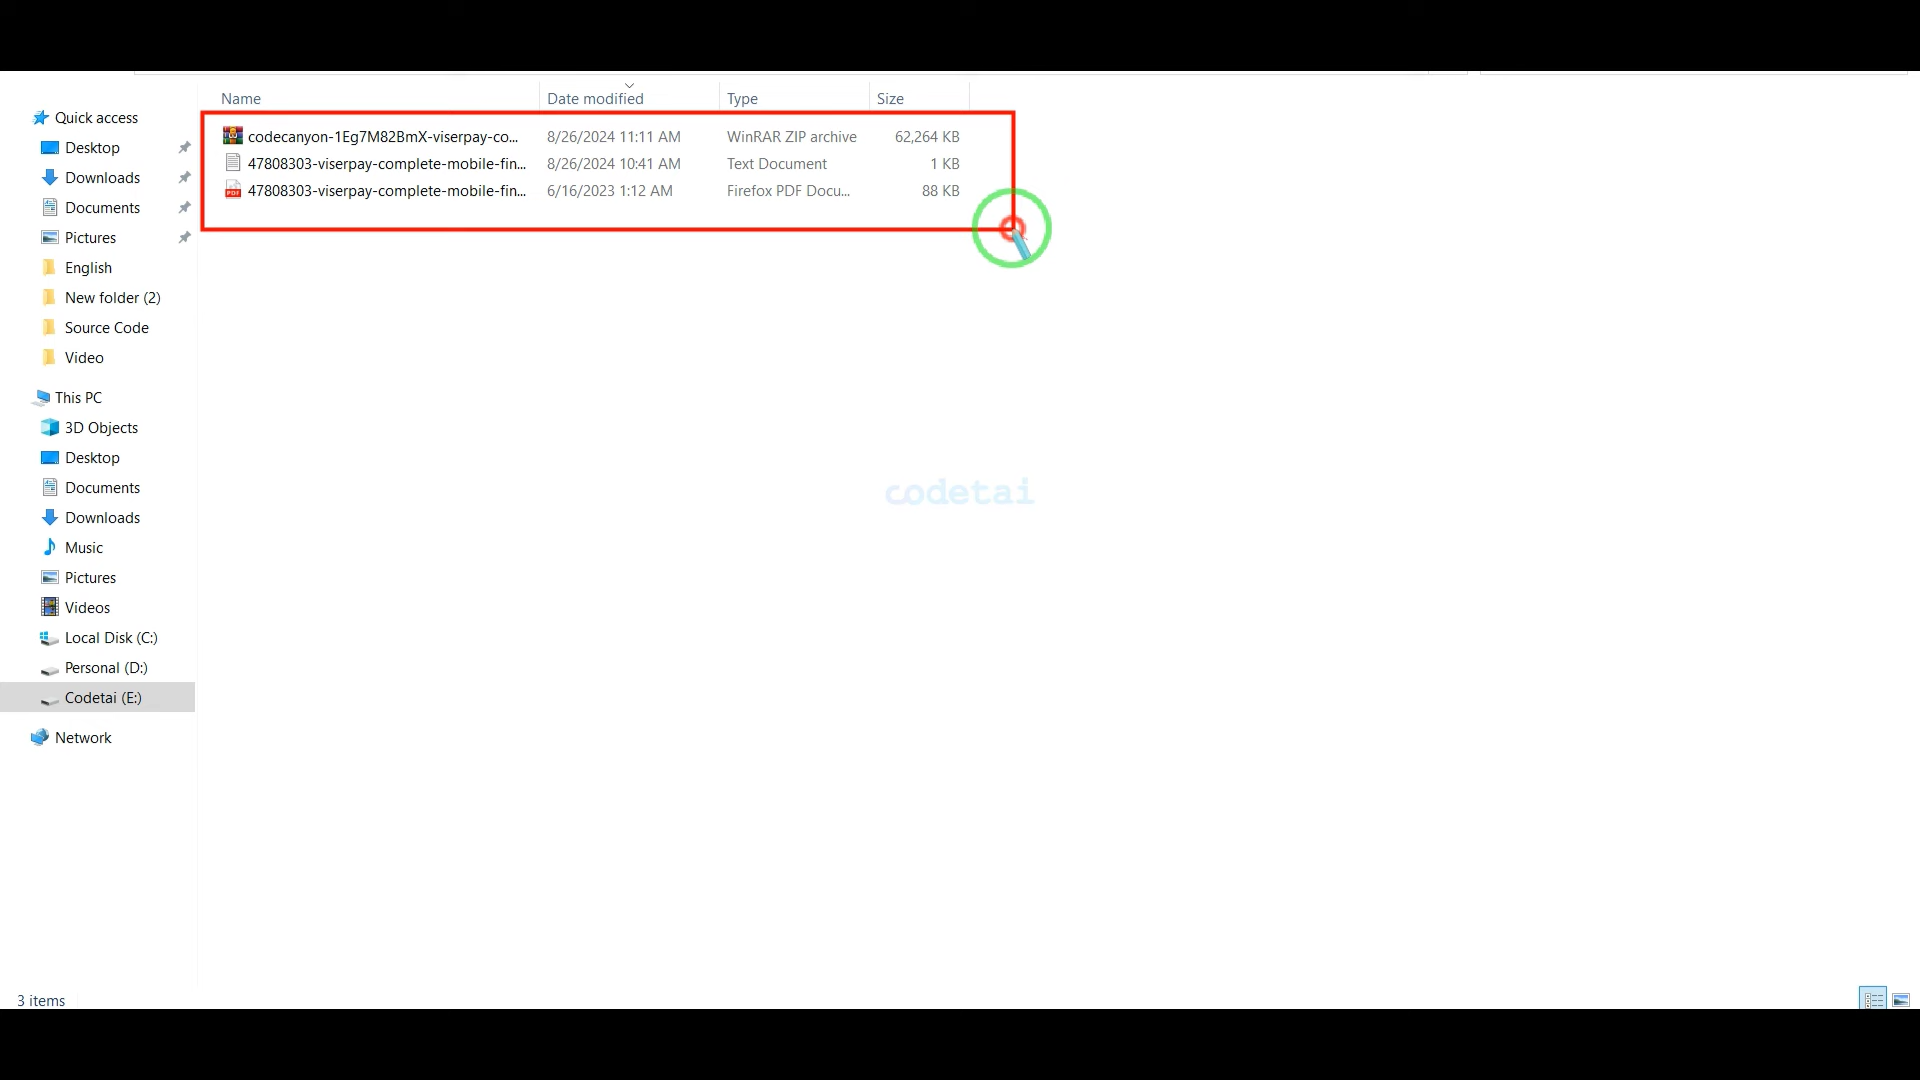 Name Date modified Type Size
codecanyon-1Eg7M82BmX-viserpay-co... 8/26/2024 11:11 AM WinRAR ZIP archive 62,264 KB
47808303-viserpay-complete-mobile-fin... 8/26/2024 10:41 AM Text Document 1 KB
47808303-viserpay-complete-mobile-fin... 6/16/2023 1:12 AM Firefox PDF Docu... 88 KB
Quick access
Desktop
Downloads
Documents
Pictures
English
New folder (2)
Source Code
Video
This PC
3D Objects
Desktop
Documents
Downloads
Music
Pictures
Videos
Local Disk (C:)
Personal (D:)
Codetai (E:)
Network
codetai
3 items